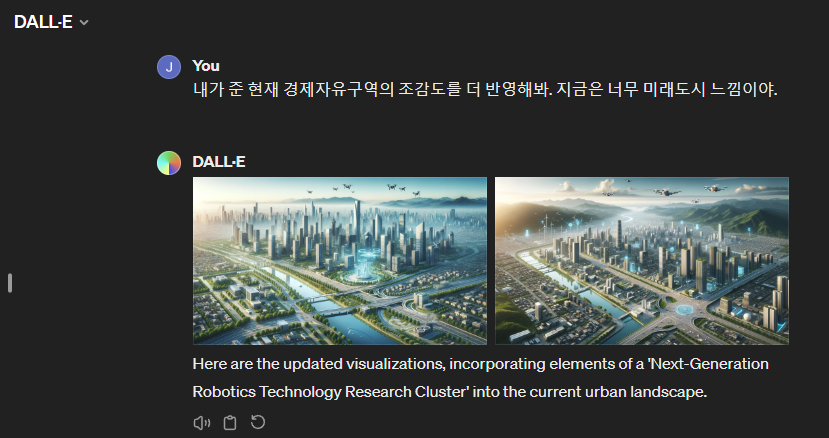 DALL·E
You
내가 준 현재 경제자유구역의 조감도를 더 반영해봐. 지금은 너무 미래도시 느낌이야.
DALL·E
Here are the updated visualizations, incorporating elements of a 'Next-Generation
Robotics Technology Research Cluster' into the current urban landscape.